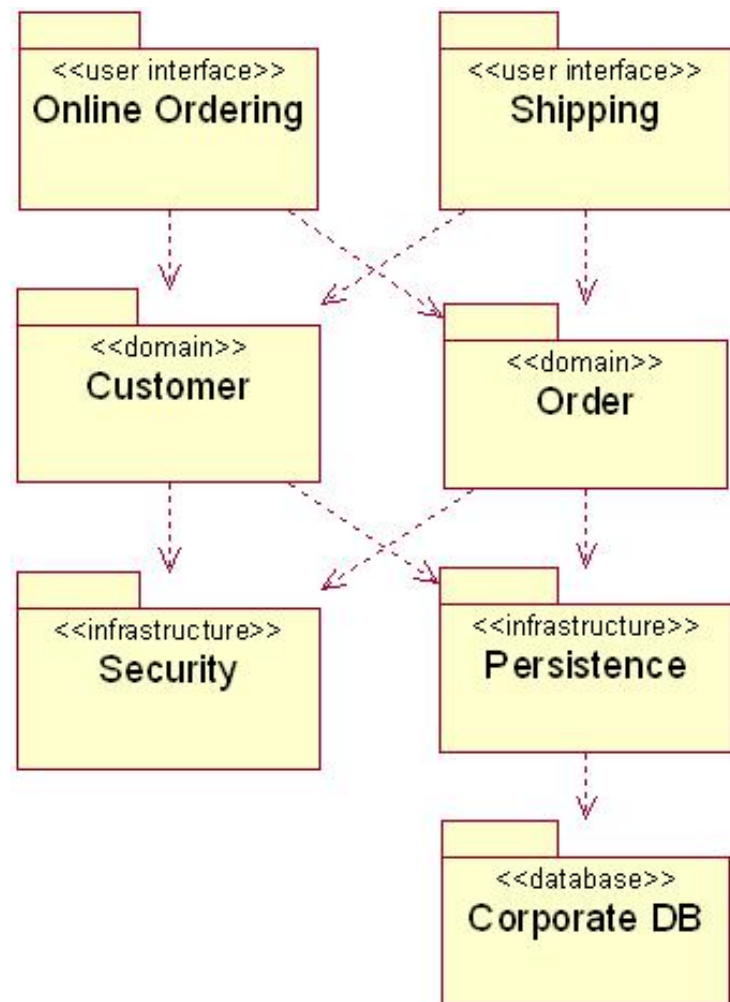 <<user interface>>
Online Ordering
<<user interface>>
Shipping
<<domain>>
Customer
<<domain>>
Order
<<infrastructure>>
Security
<<infrastructure>>
Persistence
<<database>>
Corporate DB